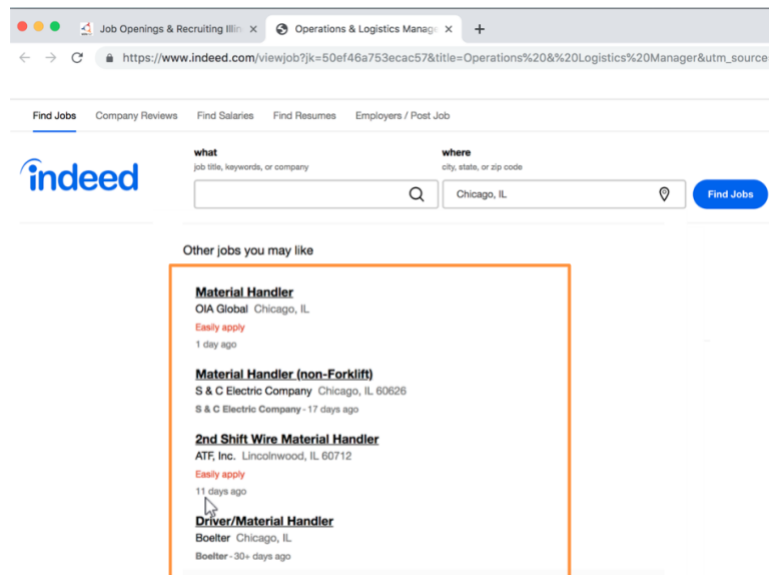 Job Openings & Recruiting Illin
Operations & Logistics Manage
https://www.indeed.com/viewjob?jk=50ef46a753ecac57&title=Operations%20&%20Logistics%20Manager&utm_source
Find Jobs Company Reviews Find Salaries Find Resumes Employers / Post Job
indeed
what
job title, keywords, or company
where
city, state, or zip code
Chicago, IL
Find Jobs
Other jobs you may like
Material Handler
OIA Global Chicago, IL
Easily apply
1 day ago
Material Handler (non-Forklift)
S & C Electric Company Chicago, IL 60626
S & C Electric Company - 17 days ago
2nd Shift Wire Material Handler
ATF, Inc. Lincolnwood, IL 60712
Easily apply
11 days ago
Driver/Material Handler
Boelter Chicago, IL
Boelter - 30+ days ago